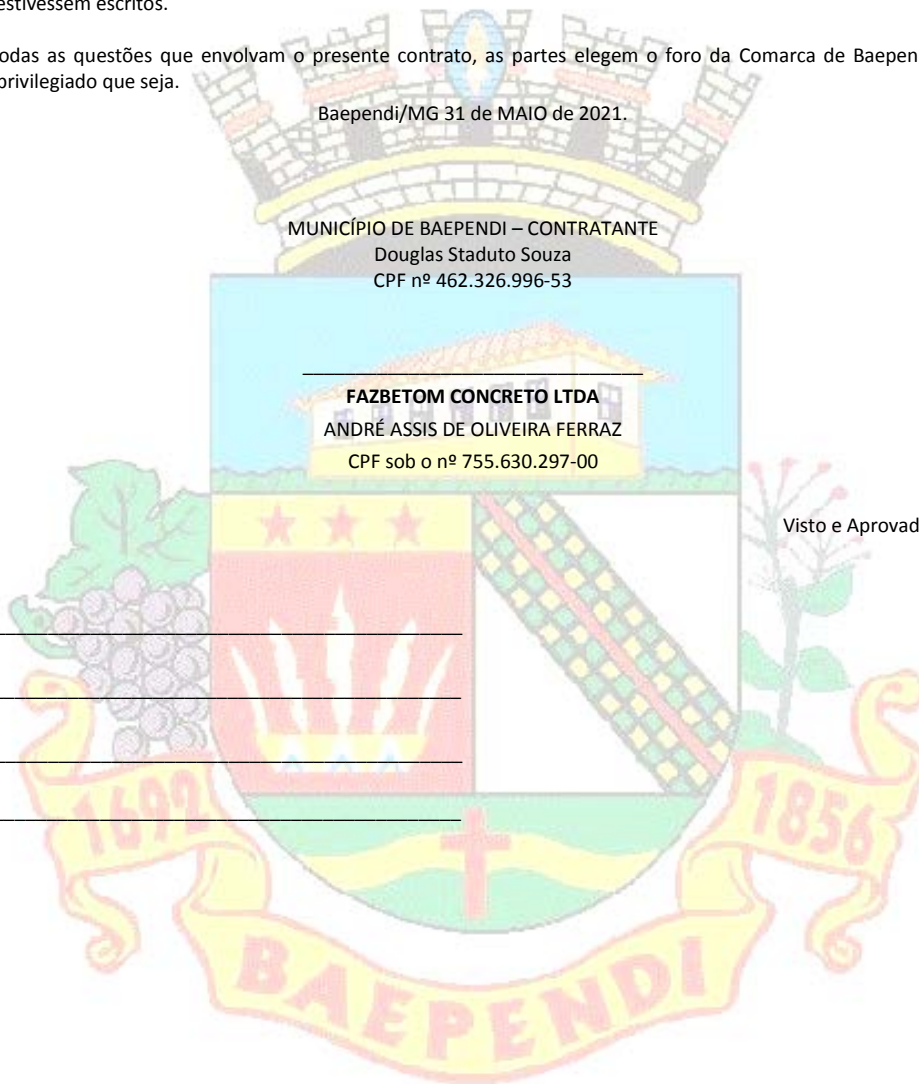 estivessem escritos.
odas as questões que envolvam o presente contrato, as partes elegem o foro da Comarca de Baepen
privilegiado que seja.
Baependi/MG 31 de MAIO de 2021.
MUNICÍPIO DE BAEPENDI – CONTRATANTE
Douglas Staduto Souza
CPF nº 462.326.996-53
FAZBETOM CONCRETO LTDA
ANDRÉ ASSIS DE OLIVEIRA FERRAZ
CPF sob o nº 755.630.297-00
Visto e Aprovad
1692
1856
BAEPENDI